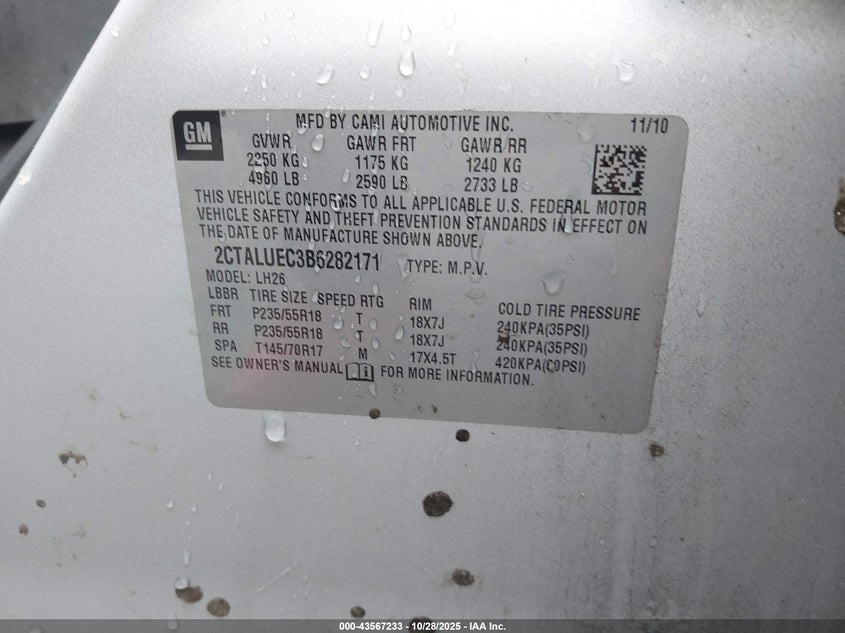 GM
MFD BY CAMI AUTOMOTIVE INC. 11/10
GVWR GAWR FRT GAWR/RR
2250 KG 1175 KG 1240 KG
4960 LB 2590 LB 2733 LB
THIS VEHICLE CONFORMS TO ALL APPLICABLE U.S. FEDERAL MOTOR
VEHICLE SAFETY AND THEFT PREVENTION STANDARDS IN EFFECT ON
THE DATE OF MANUFACTURE SHOWN ABOVE.
2CTALUEC3B6282171 TYPE: M.P.V.
MODEL: LH26
LBBR TIRE SIZE SPEED RTG RIM COLD TIRE PRESSURE
FRT P235/55R18 T 18X7J 240KPA(35PSI)
RR P235/55R18 T 18X7J 240KPA(35PSI)
SPA T145/70R17 M 17X4.5T 420KPA(60PSI)
SEE OWNER'S MANUAL FOR MORE INFORMATION.
000-43567233 - 10/28/2025 - IAA Inc.